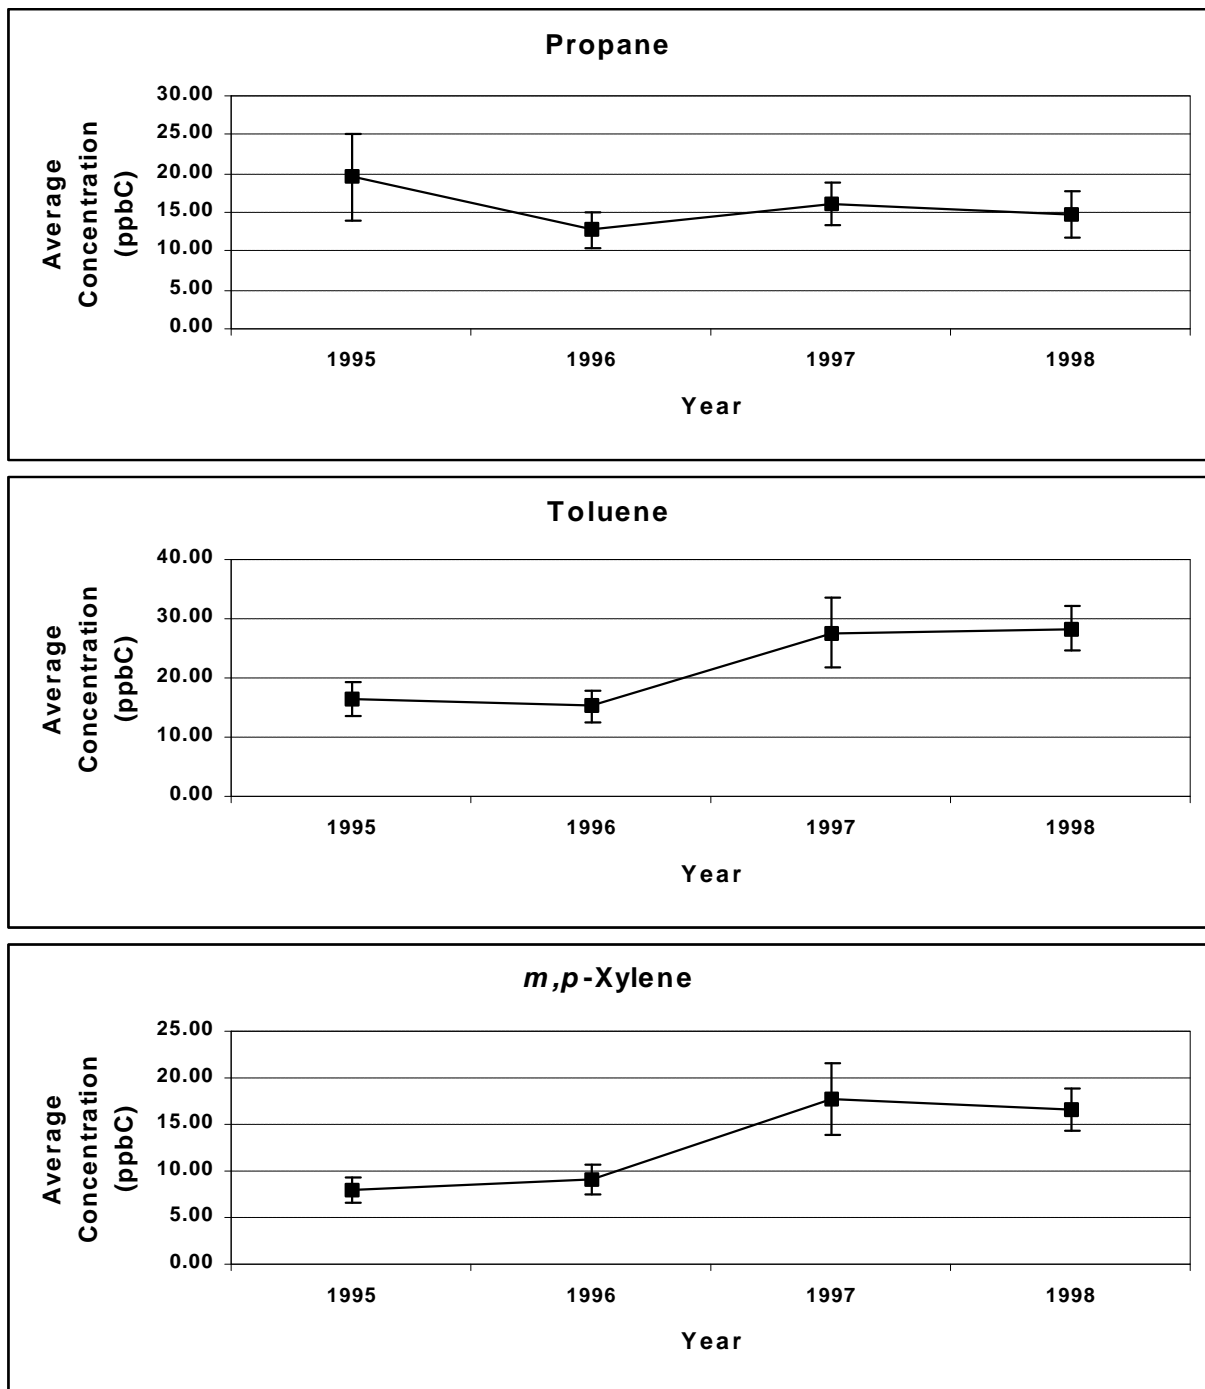 Propane
30.00
25.00
20.00
15.00
10.00
5.00
0.00
Average
Concentration
(ppbC)
1995 1996 1997 1998
Year
Toluene
40.00
30.00
20.00
10.00
0.00
Average
Concentration
(ppbC)
1995 1996 1997 1998
Year
m,p-Xylene
25.00
20.00
15.00
10.00
5.00
0.00
Average
Concentration
(ppbC)
1995 1996 1997 1998
Year